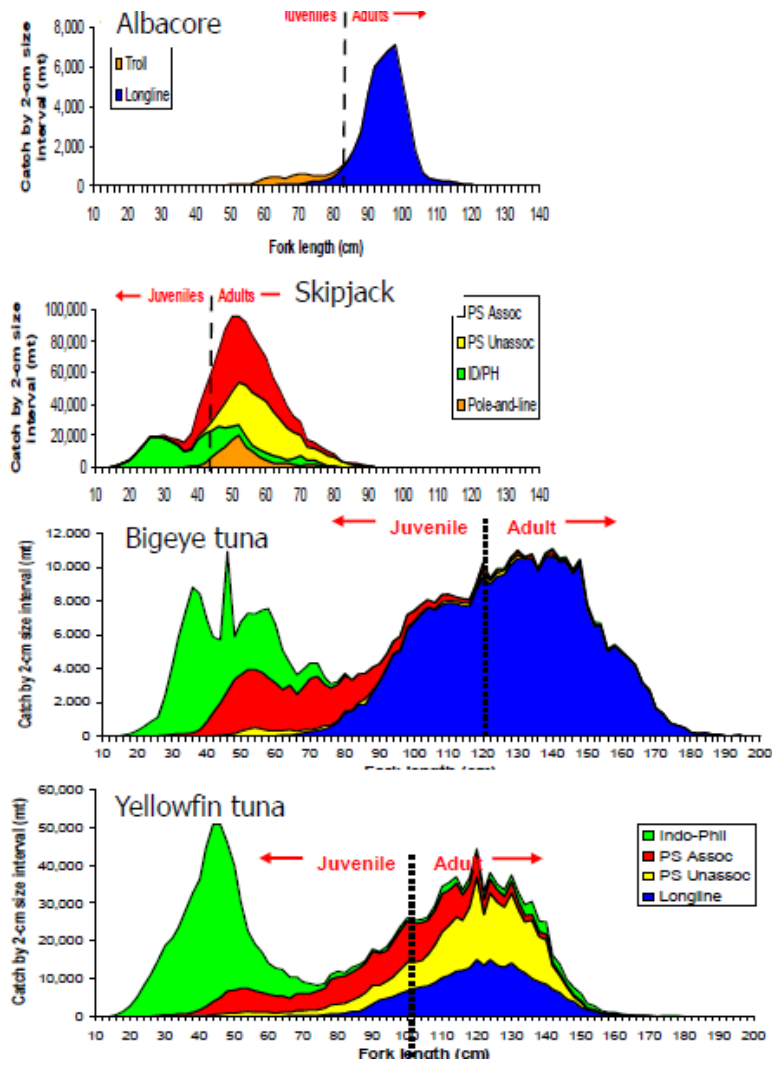 Juveniles Adults
Albacore
8,000
6,000
4,000
2,000
0
Troll
Longline
Catch by 2-cm size
interval (mt)
10 20 30 40 50 60 70 80 90 100 110 120 130 140
Fork length (cm)
Juveniles Adults
Skipjack
100,000
80,000
60,000
40,000
20,000
0
PS Assoc
PS Unassoc
ID/PH
Pole-and-line
Catch by 2-cm size
interval (mt)
10 20 30 40 50 60 70 80 90 100 110 120 130 140
Juvenile Adult
Bigeye tuna
12.000
10.000
8.000
6.000
4.000
2.000
0
Catch by 2-cm size interval (mt)
10 20 30 40 50 60 70 80 90 100 110 120 130 140 150 160 170 180 190 200
Fork length (cm)
Yellowfin tuna
60,000
50,000
40,000
30,000
20,000
10,000
0
Juvenile Adult
Indo-Phil
PS Assoc
PS Unassoc
Longline
Catch by 2-cm size interval (mt)
10 20 30 40 50 60 70 80 90 100 110 120 130 140 150 160 170 180 190 200
Fork length (cm)